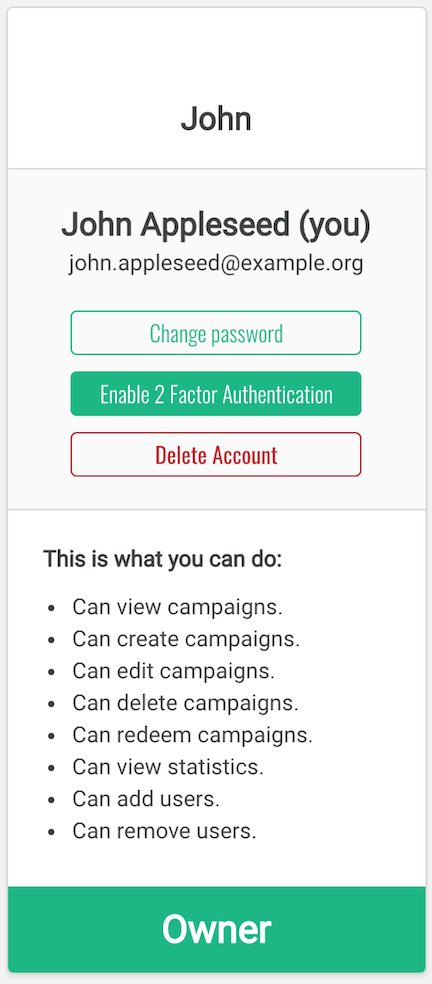 John
John Appleseed (you)
john.appleseed@example.org
Change password
Enable 2 Factor Authentication
Delete Account
This is what you can do:
• Can view campaigns.
• Can create campaigns.
• Can edit campaigns.
• Can delete campaigns.
• Can redeem campaigns.
• Can view statistics.
• Can add users.
• Can remove users.
Owner